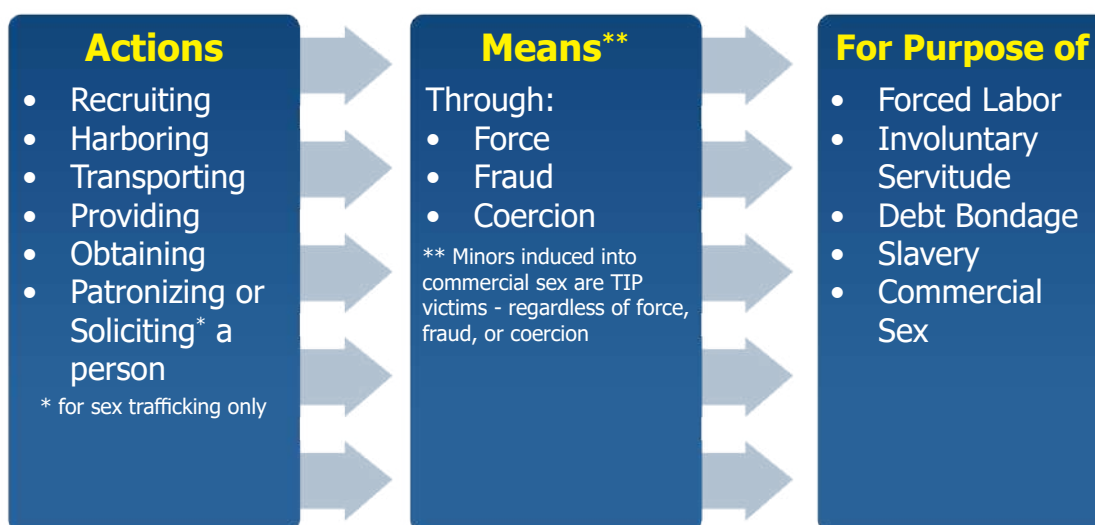 Actions
• Recruiting
• Harboring
• Transporting
• Providing
• Obtaining
• Patronizing or
Soliciting* a
person
* for sex trafficking only
Means**
Through:
• Force
• Fraud
• Coercion
** Minors induced into
commercial sex are TIP
victims - regardless of force,
fraud, or coercion
For Purpose of
• Forced Labor
• Involuntary
Servitude
• Debt Bondage
• Slavery
• Commercial
Sex